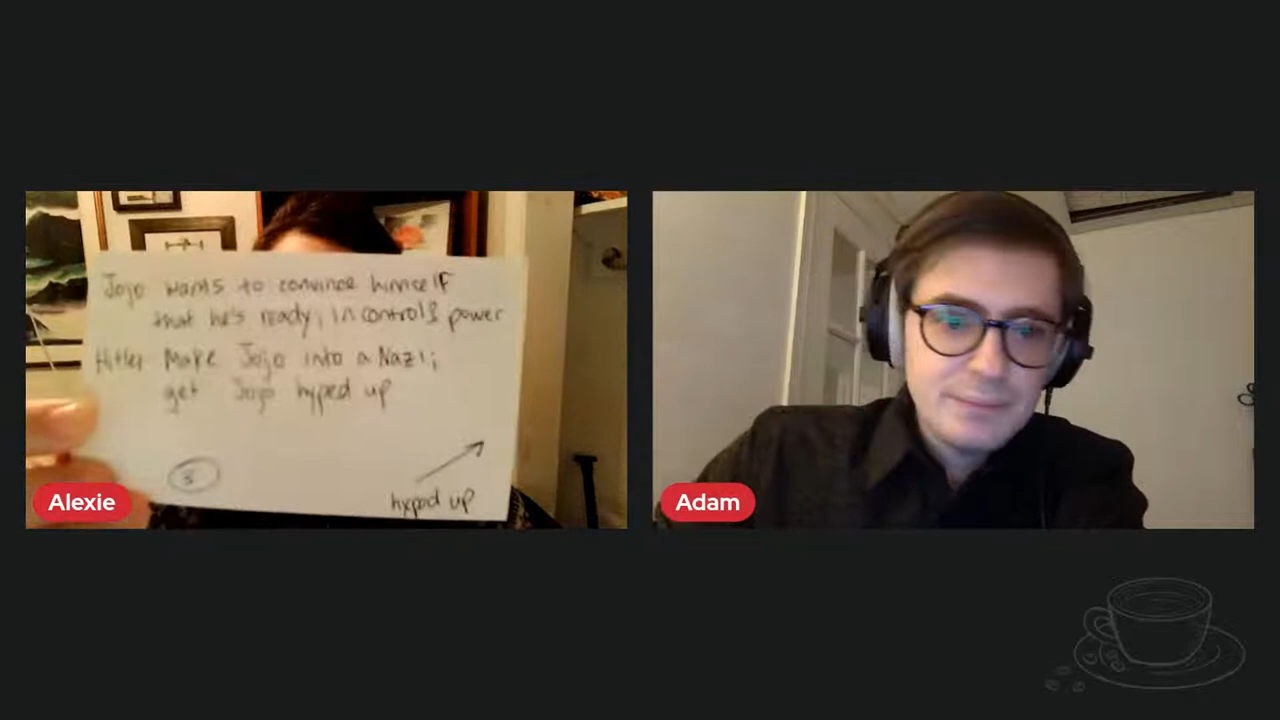 Jojo wants to convince himself
that he's ready; in control & power
Hitler Make Jojo into a Nazi;
get Jojo hyped up
hyped up
Alexie
Adam